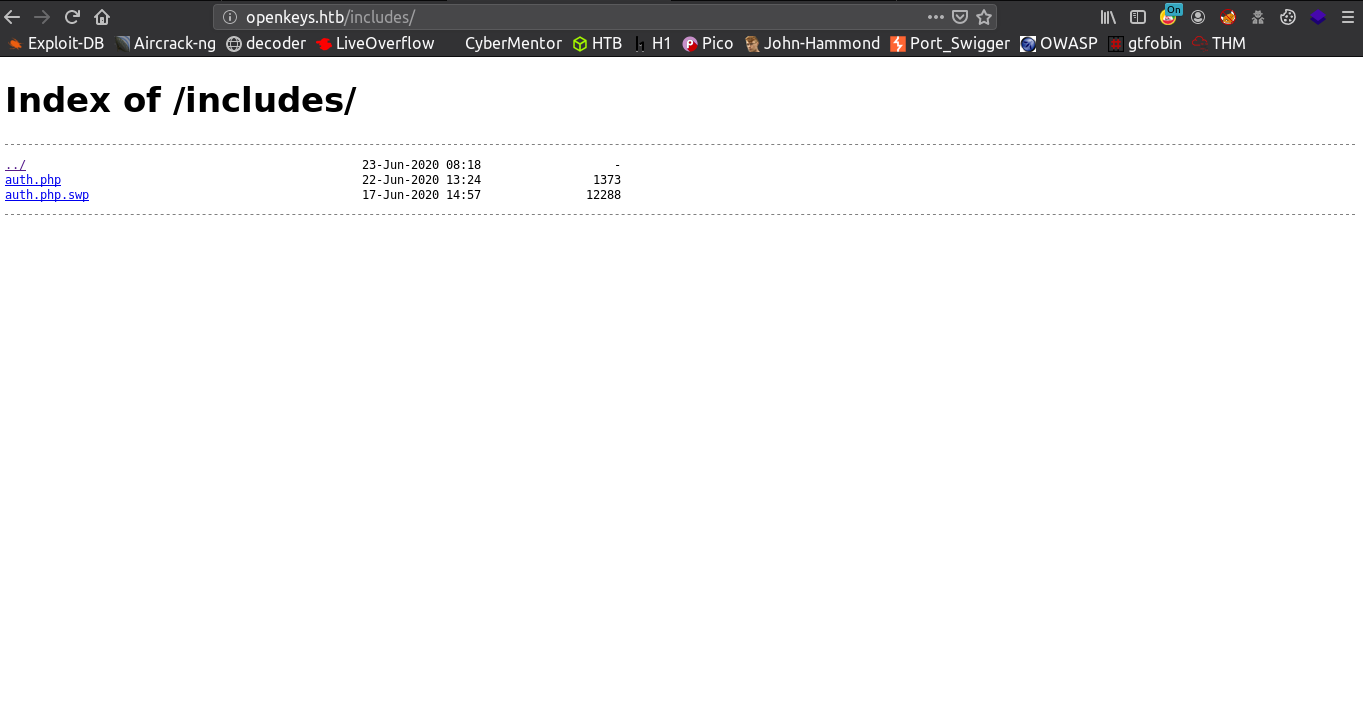 openkeys.htb/includes/
On
Exploit-DB Aircrack-ng decoder LiveOverflow CyberMentor HTB H1 Pico John-Hammond Port_Swigger OWASP gtfobin THM
Index of /includes/
../ 23-Jun-2020 08:18 -
auth.php 22-Jun-2020 13:24 1373
auth.php.swp 17-Jun-2020 14:57 12288